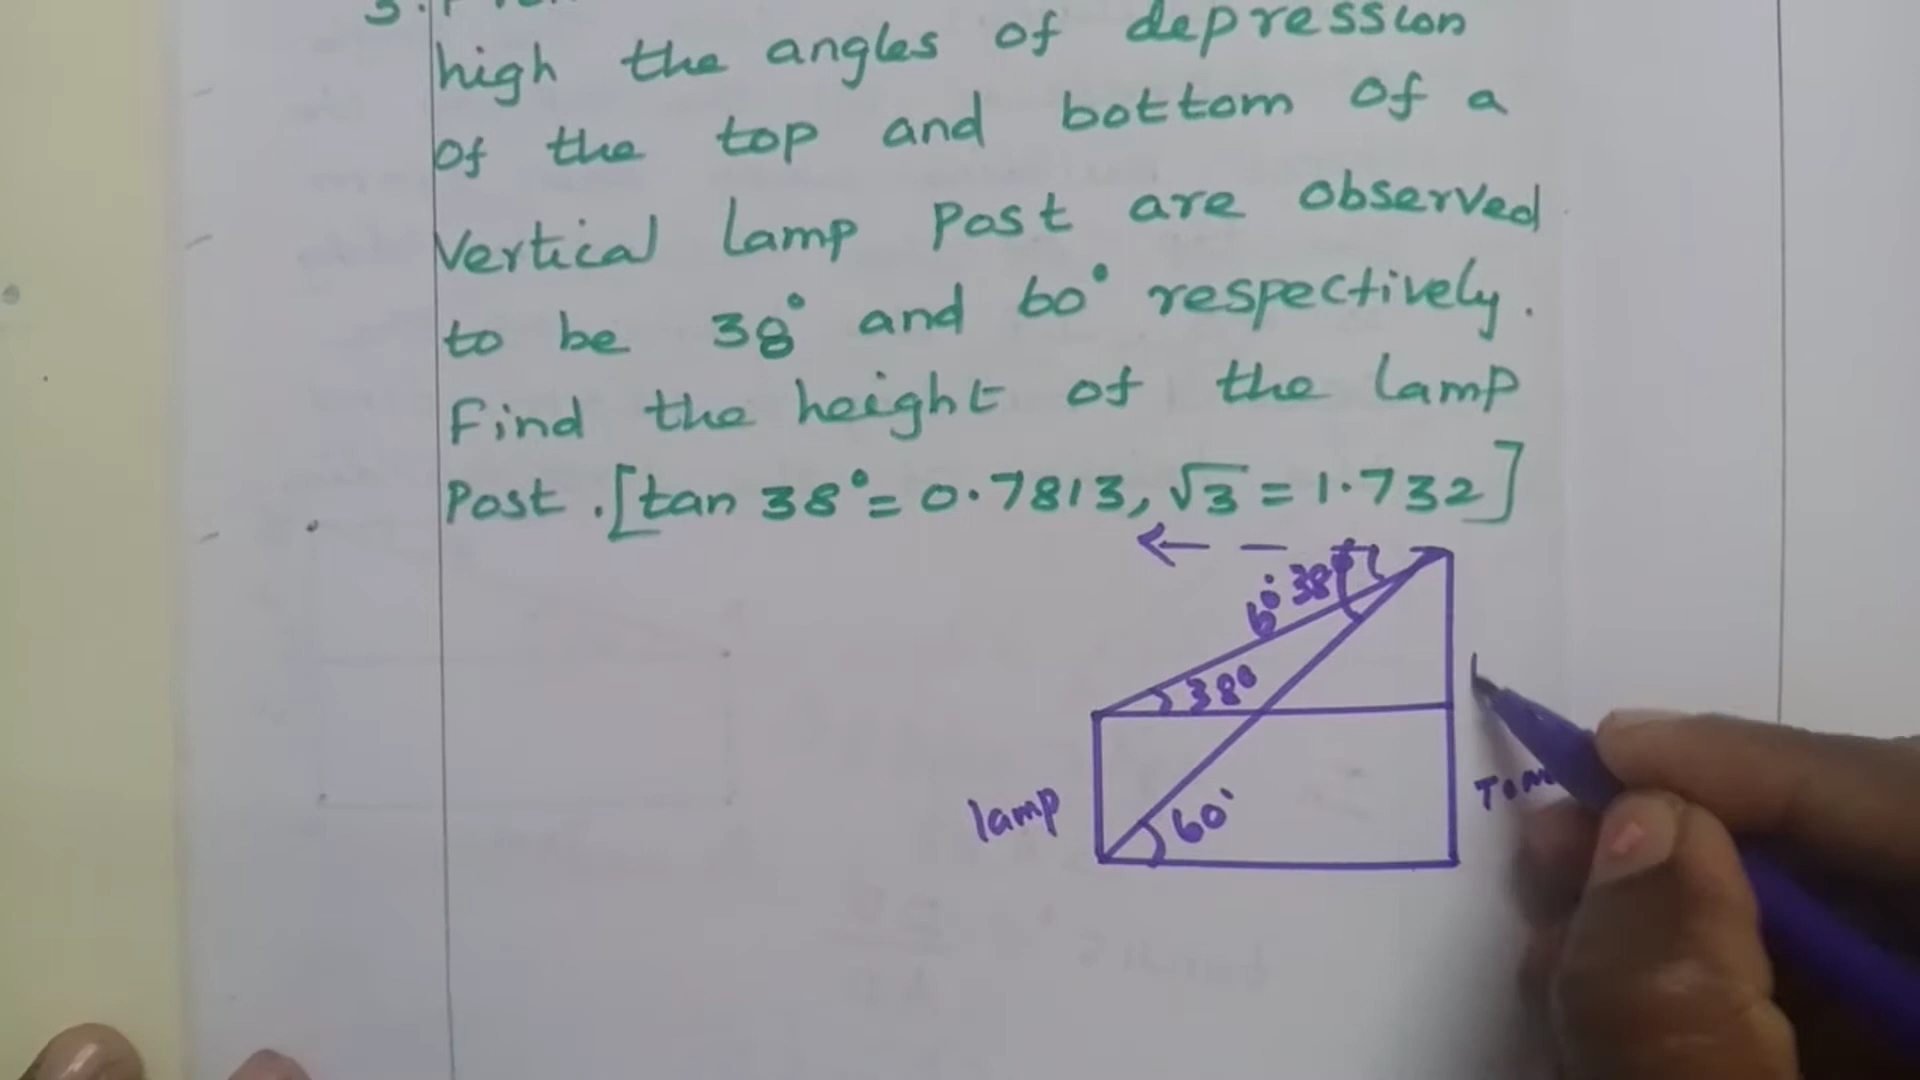 3.
high the angles of depression
of the top and bottom of a
vertical lamp Post are observed
to be 38° and 60° respectively.
Find the height of the lamp
Post . [tan 38° = 0.7813, √3 = 1.732]
60° 38°
38°
lamp
60°